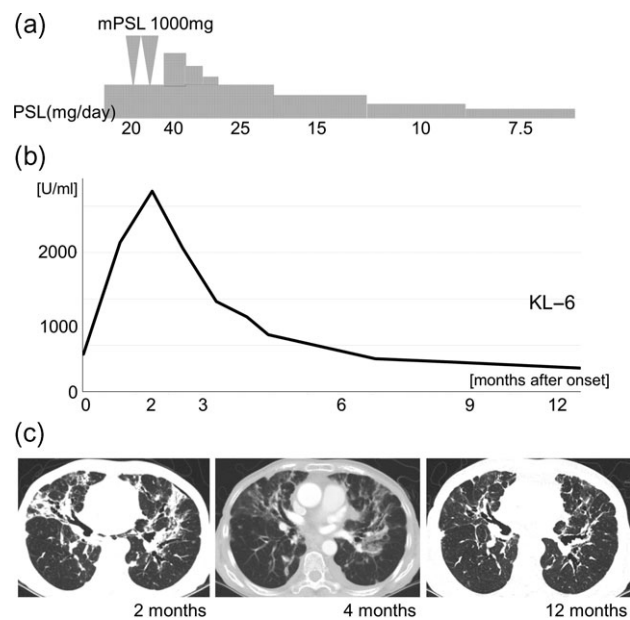 (a)
mPSL 1000mg
PSL(mg/day)
20 40 25 15 10 7.5
(b)
[U/ml]
2000
1000
0
KL–6
[months after onset]
0 2 3 6 9 12
(c)
2 months 4 months 12 months